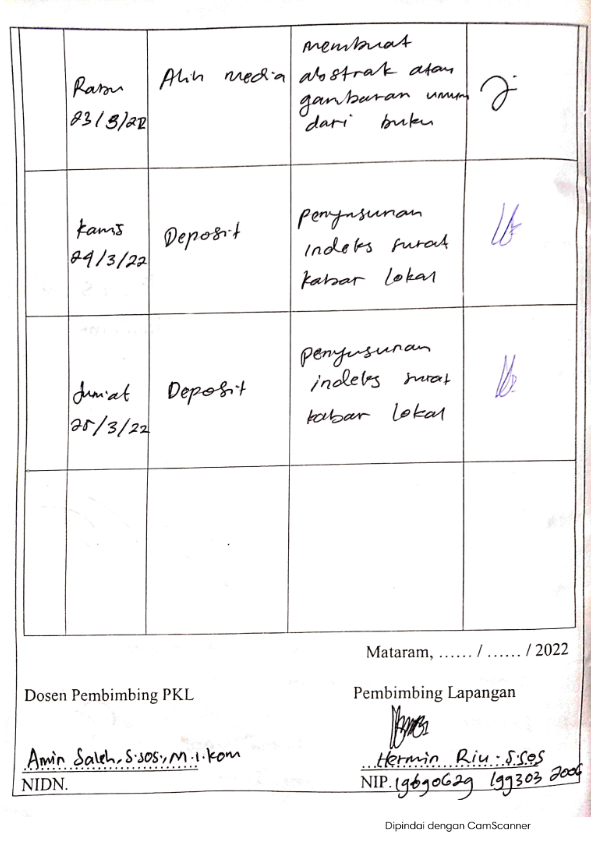 Rabu
23/3/22
Alih media
membuat
abstrak atau
gambaran umum
dari buku
Kamis
24/3/22
Deposit
penyusunan
indeks surat
kabar lokal
Jum'at
25/3/22
Deposit
penyusunan
indeks surat
kabar lokal
Mataram, ...... / ...... / 2022
Dosen Pembimbing PKL
Pembimbing Lapangan
Amin Saleh, S.sos., M.I.kom
Hermin Riu - S.sos
NIDN.
NIP. 19690629 199303 2006
Dipindai dengan CamScanner